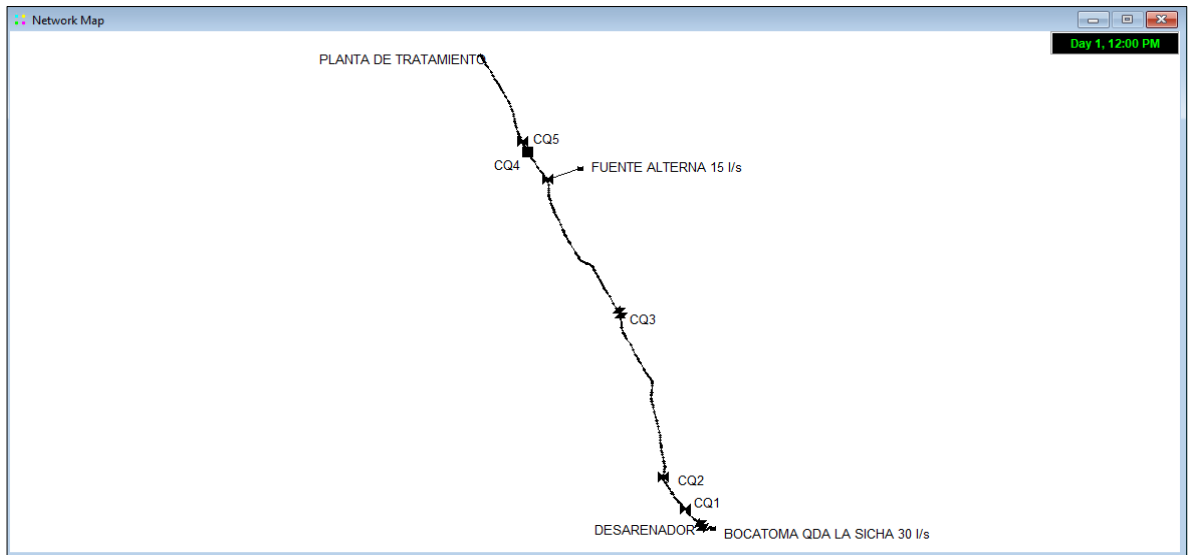 Network Map
Day 1, 12:00 PM
PLANTA DE TRATAMIENTO
CQ5
CQ4
FUENTE ALTERNA 15 l/s
CQ3
CQ2
CQ1
DESARENADOR
BOCATOMA QDA LA SICHA 30 l/s